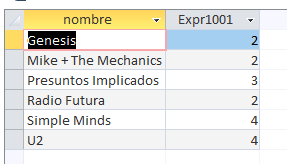 nombre Expr1001
Genesis 2
Mike + The Mechanics 2
Presuntos Implicados 3
Radio Futura 2
Simple Minds 4
U2 4